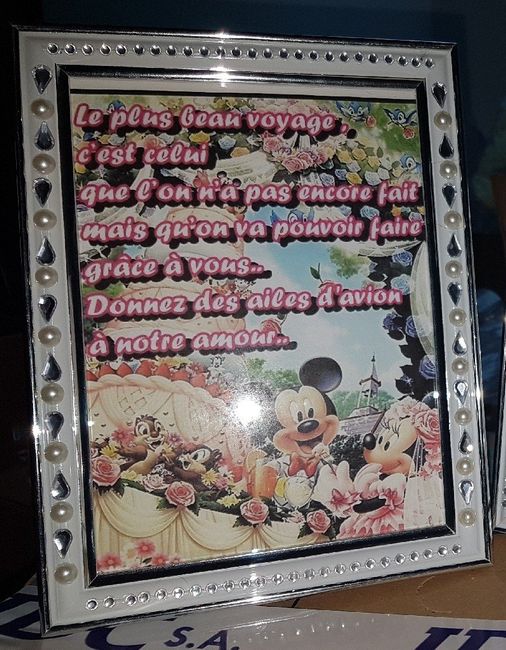 Le plus beau voyage,
c'est celui
que l'on n'a pas encore fait
mais qu'on va pouvoir faire
grâce à vous..
Donnez des ailes d'avion
à notre amour..
S.A.